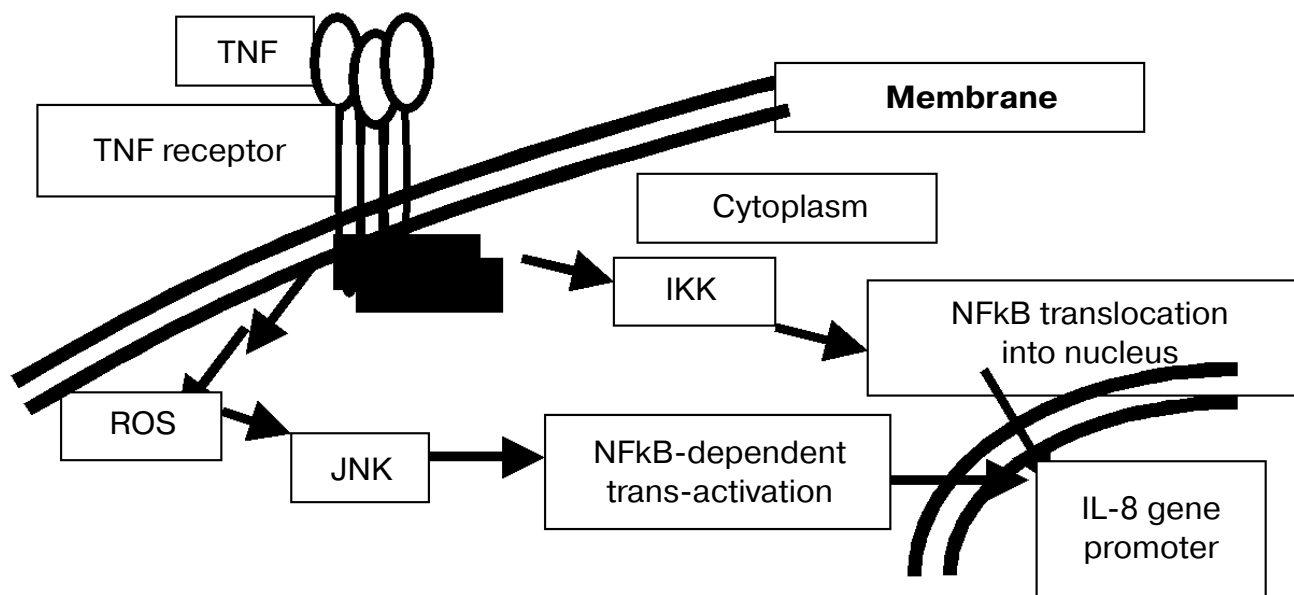 TNF
Membrane
TNF receptor
Cytoplasm
IKK
NFkB translocation
into nucleus
ROS
JNK
NFkB-dependent
trans-activation
IL-8 gene
promoter